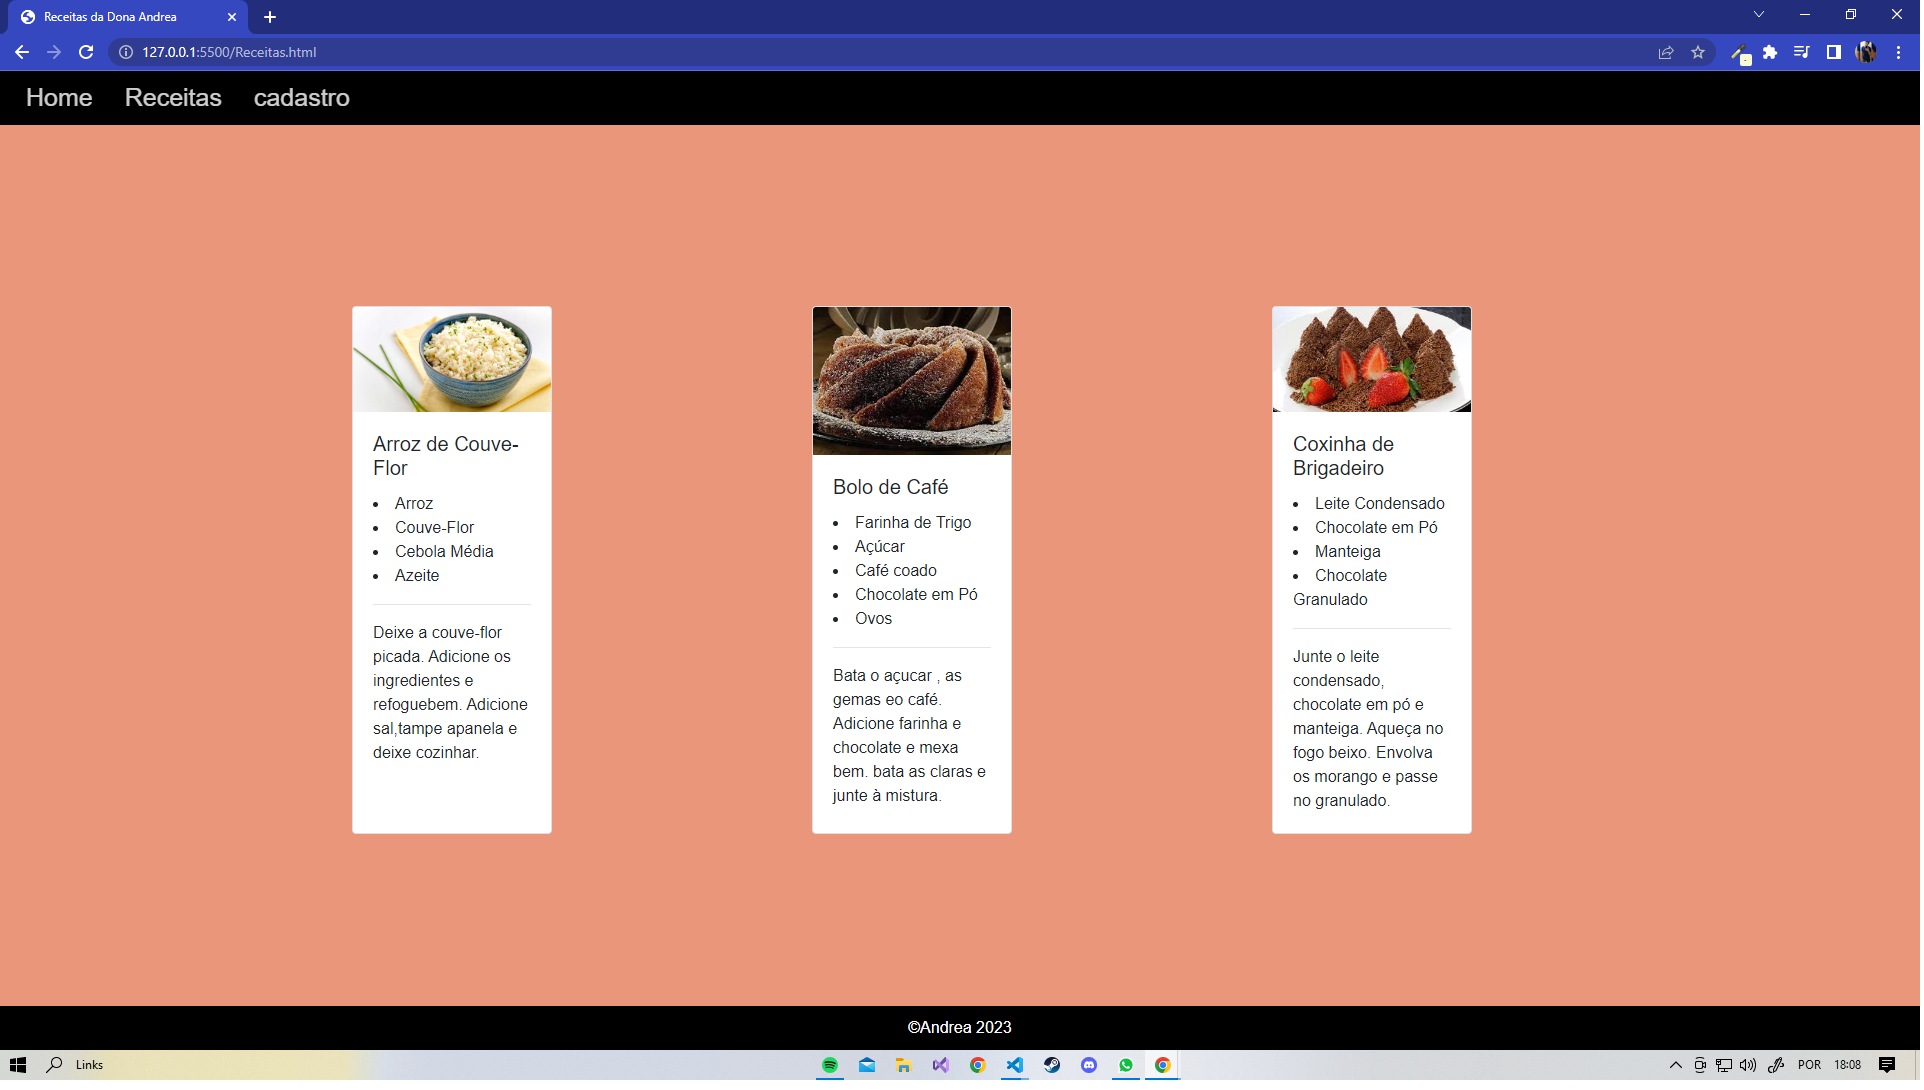 Receitas da Dona Andrea
127.0.0.1:5500/Receitas.html
Home Receitas cadastro
Arroz de Couve-
Flor
• Arroz
• Couve-Flor
• Cebola Média
• Azeite
Deixe a couve-flor
picada. Adicione os
ingredientes e
refoguebem. Adicione
sal,tampe apanela e
deixe cozinhar.
Bolo de Café
• Farinha de Trigo
• Açúcar
• Café coado
• Chocolate em Pó
• Ovos
Bata o açucar , as
gemas eo café.
Adicione farinha e
chocolate e mexa
bem. bata as claras e
junte à mistura.
Coxinha de
Brigadeiro
• Leite Condensado
• Chocolate em Pó
• Manteiga
• Chocolate
Granulado
Junte o leite
condensado,
chocolate em pó e
manteiga. Aqueça no
fogo beixo. Envolva
os morango e passe
no granulado.
©Andrea 2023
Links
POR 18:08